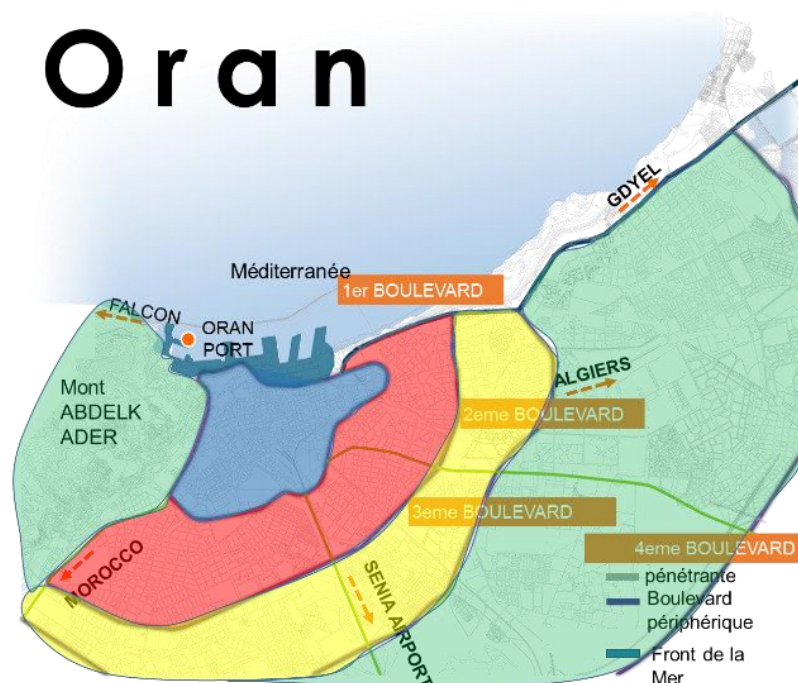 Oran
Méditerranée
1er BOULEVARD
GDYEL
FALCON
ORAN
PORT
ALGIERS
Mont
ABDELK
ADER
2eme BOULEVARD
3eme BOULEVARD
4eme BOULEVARD
MOROCCO
SENIA AIRPORT
pénétrante
Boulevard
périphérique
Front de la
Mer